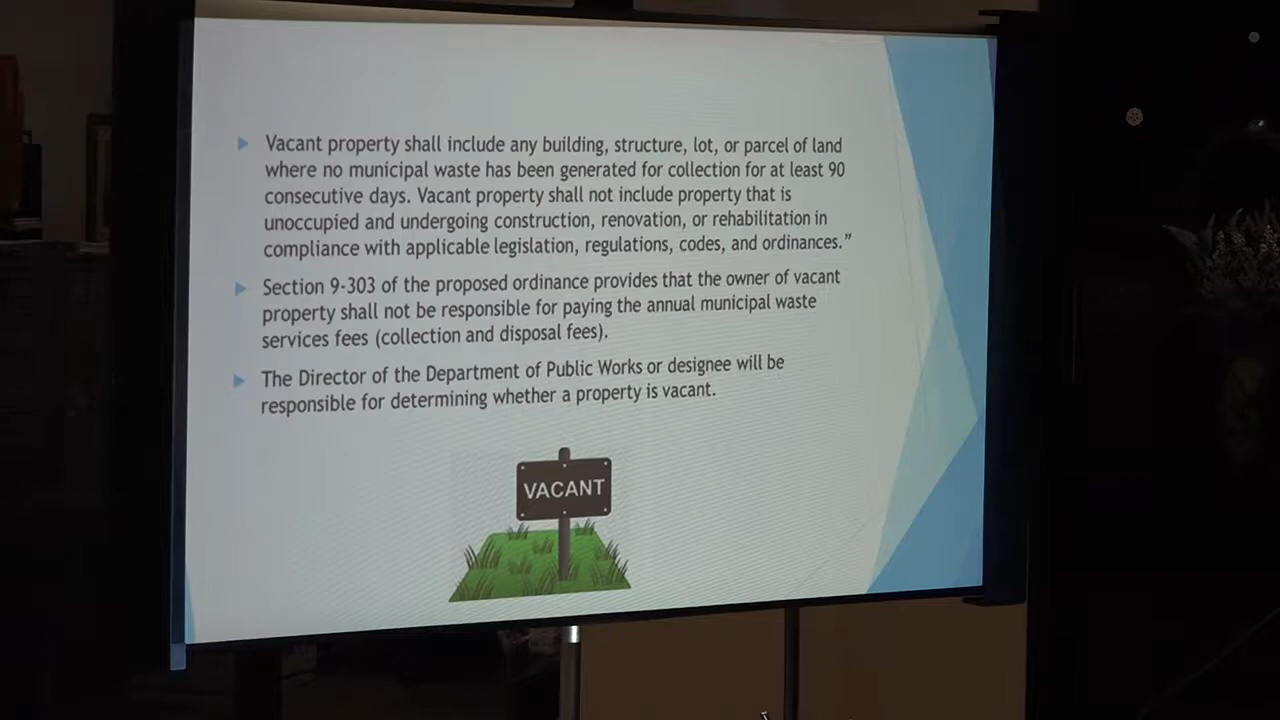 Vacant property shall include any building, structure, lot, or parcel of land
where no municipal waste has been generated for collection for at least 90
consecutive days. Vacant property shall not include property that is
unoccupied and undergoing construction, renovation, or rehabilitation in
compliance with applicable legislation, regulations, codes, and ordinances.”
Section 9-303 of the proposed ordinance provides that the owner of vacant
property shall not be responsible for paying the annual municipal waste
services fees (collection and disposal fees).
The Director of the Department of Public Works or designee will be
responsible for determining whether a property is vacant.
VACANT